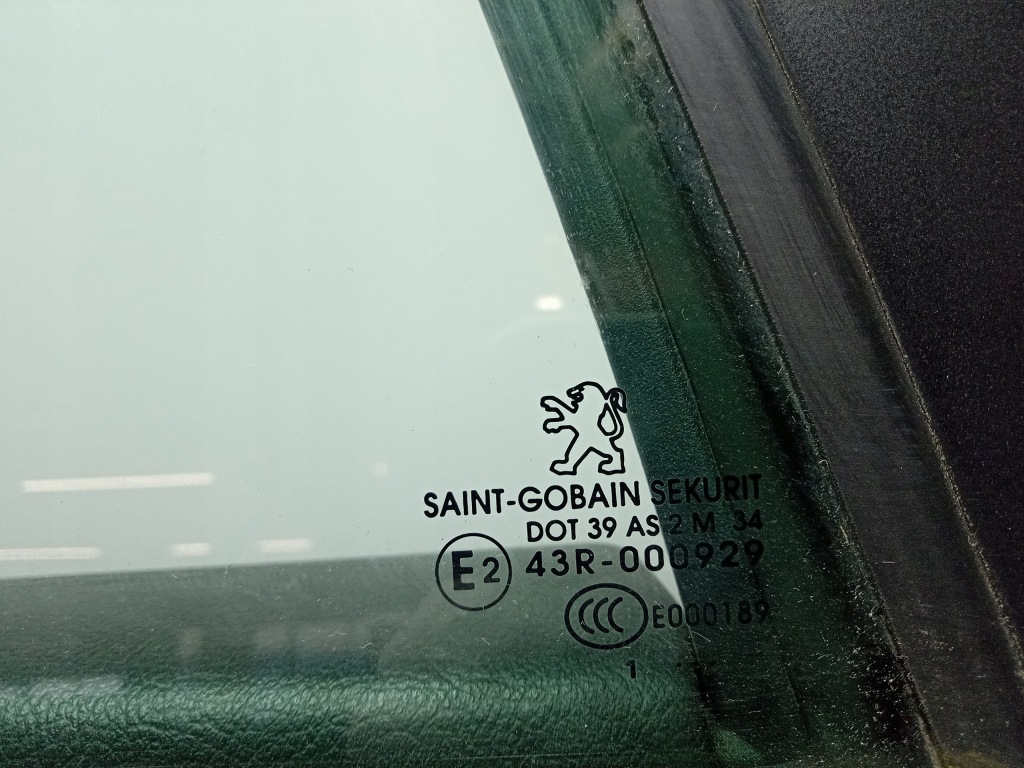 SAINT-GOBAIN SEKURIT
DOT 39 AS 2 M 34
E2 43R-000929
CCC E000189
1